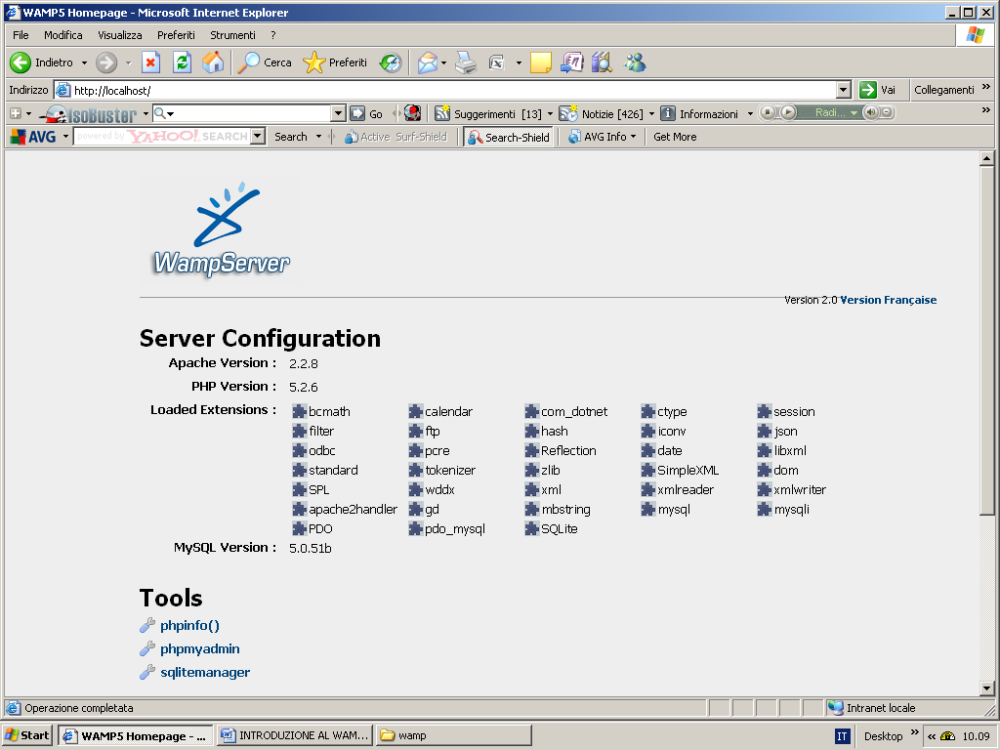 WAMP5 Homepage - Microsoft Internet Explorer
File Modifica Visualizza Preferiti Strumenti ?
Indietro Cerca Preferiti
Indirizzo http://localhost/ Vai Collegamenti »
IsoBuster Go Suggerimenti [13] Notizie [426] Informazioni Radi... »
AVG powered by YAHOO! SEARCH Search Active Surf-Shield Search-Shield AVG Info Get More
WampServer
Version 2.0 Version Française
Server Configuration
Apache Version : 2.2.8
PHP Version : 5.2.6
Loaded Extensions : bcmath calendar com_dotnet ctype session
filter ftp hash iconv json
odbc pcre Reflection date libxml
standard tokenizer zlib SimpleXML dom
SPL wddx xml xmlreader xmlwriter
apache2handler gd mbstring mysql mysqli
PDO pdo_mysql SQLite
MySQL Version : 5.0.51b
Tools
phpinfo()
phpmyadmin
sqlitemanager
Operazione completata Intranet locale
Start WAMP5 Homepage - ... INTRODUZIONE AL WAM... wamp IT Desktop » « 10.09